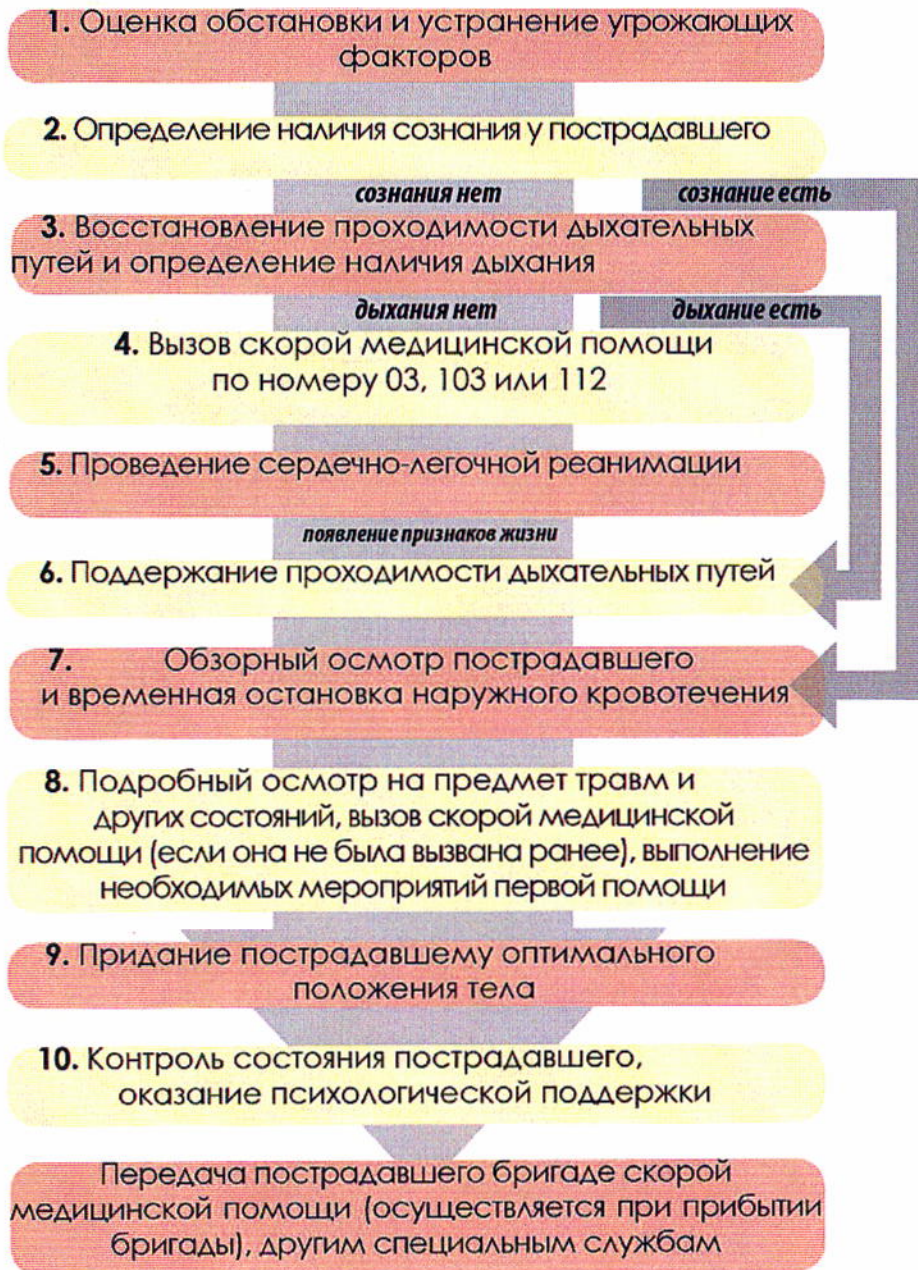 1. Оценка обстановки и устранение угрожающих
факторов
2. Определение наличия сознания у пострадавшего
сознания нет
сознание есть
3. Восстановление проходимости дыхательных
путей и определение наличия дыхания
дыхания нет
дыхание есть
4. Вызов скорой медицинской помощи
по номеру 03, 103 или 112
5. Проведение сердечно-легочной реанимации
появление признаков жизни
6. Поддержание проходимости дыхательных путей
7. Обзорный осмотр пострадавшего
и временная остановка наружного кровотечения
8. Подробный осмотр на предмет травм и
других состояний, вызов скорой медицинской
помощи (если она не была вызвана ранее), выполнение
необходимых мероприятий первой помощи
9. Придание пострадавшему оптимального
положения тела
10. Контроль состояния пострадавшего,
оказание психологической поддержки
Передача пострадавшего бригаде скорой
медицинской помощи (осуществляется при прибытии
бригады), другим специальным службам